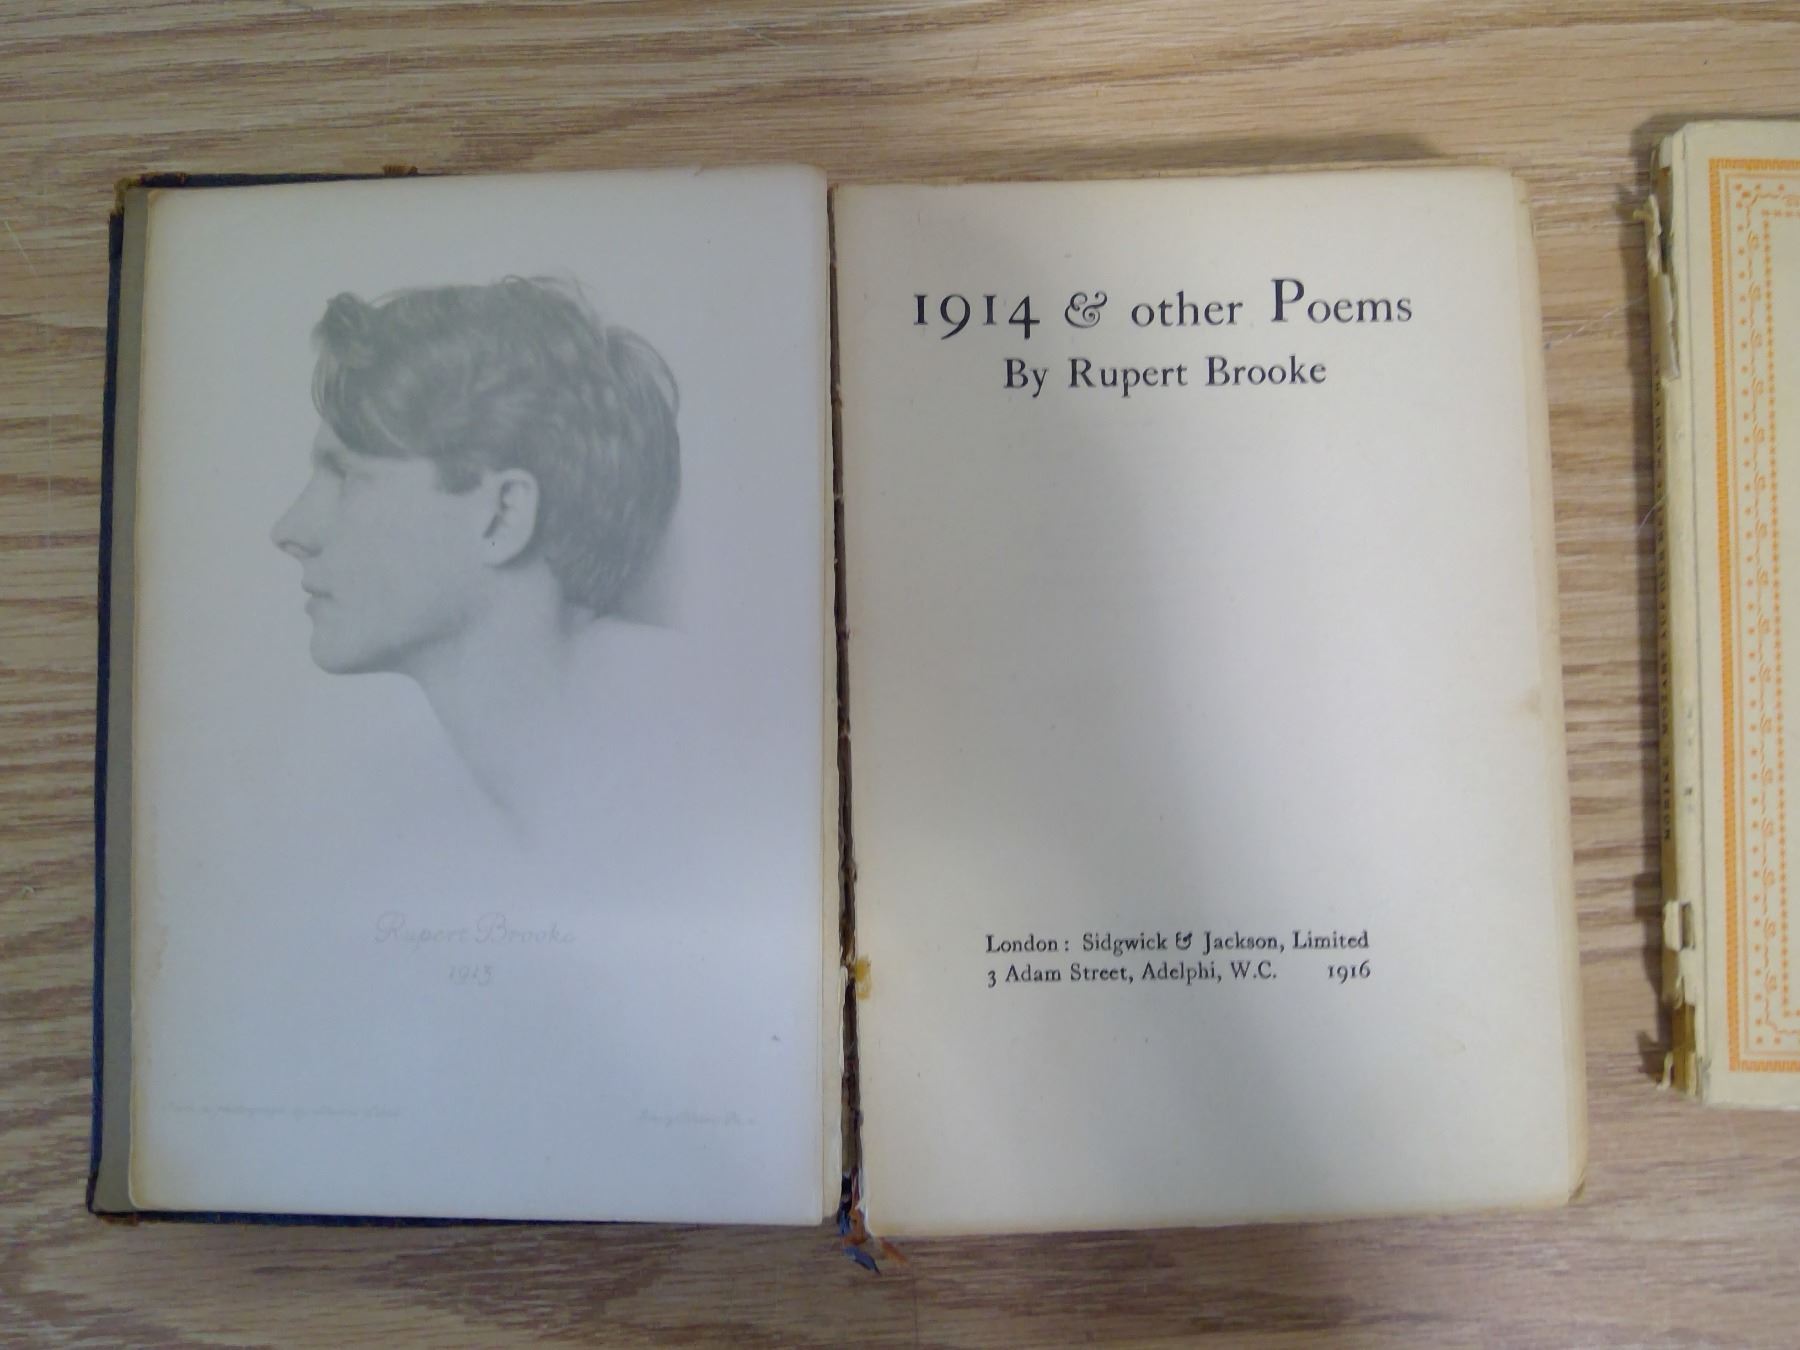 Rupert Brooke
1913
1914 & other Poems
By Rupert Brooke
London: Sidgwick & Jackson, Limited
3 Adam Street, Adelphi, W.C. 1916